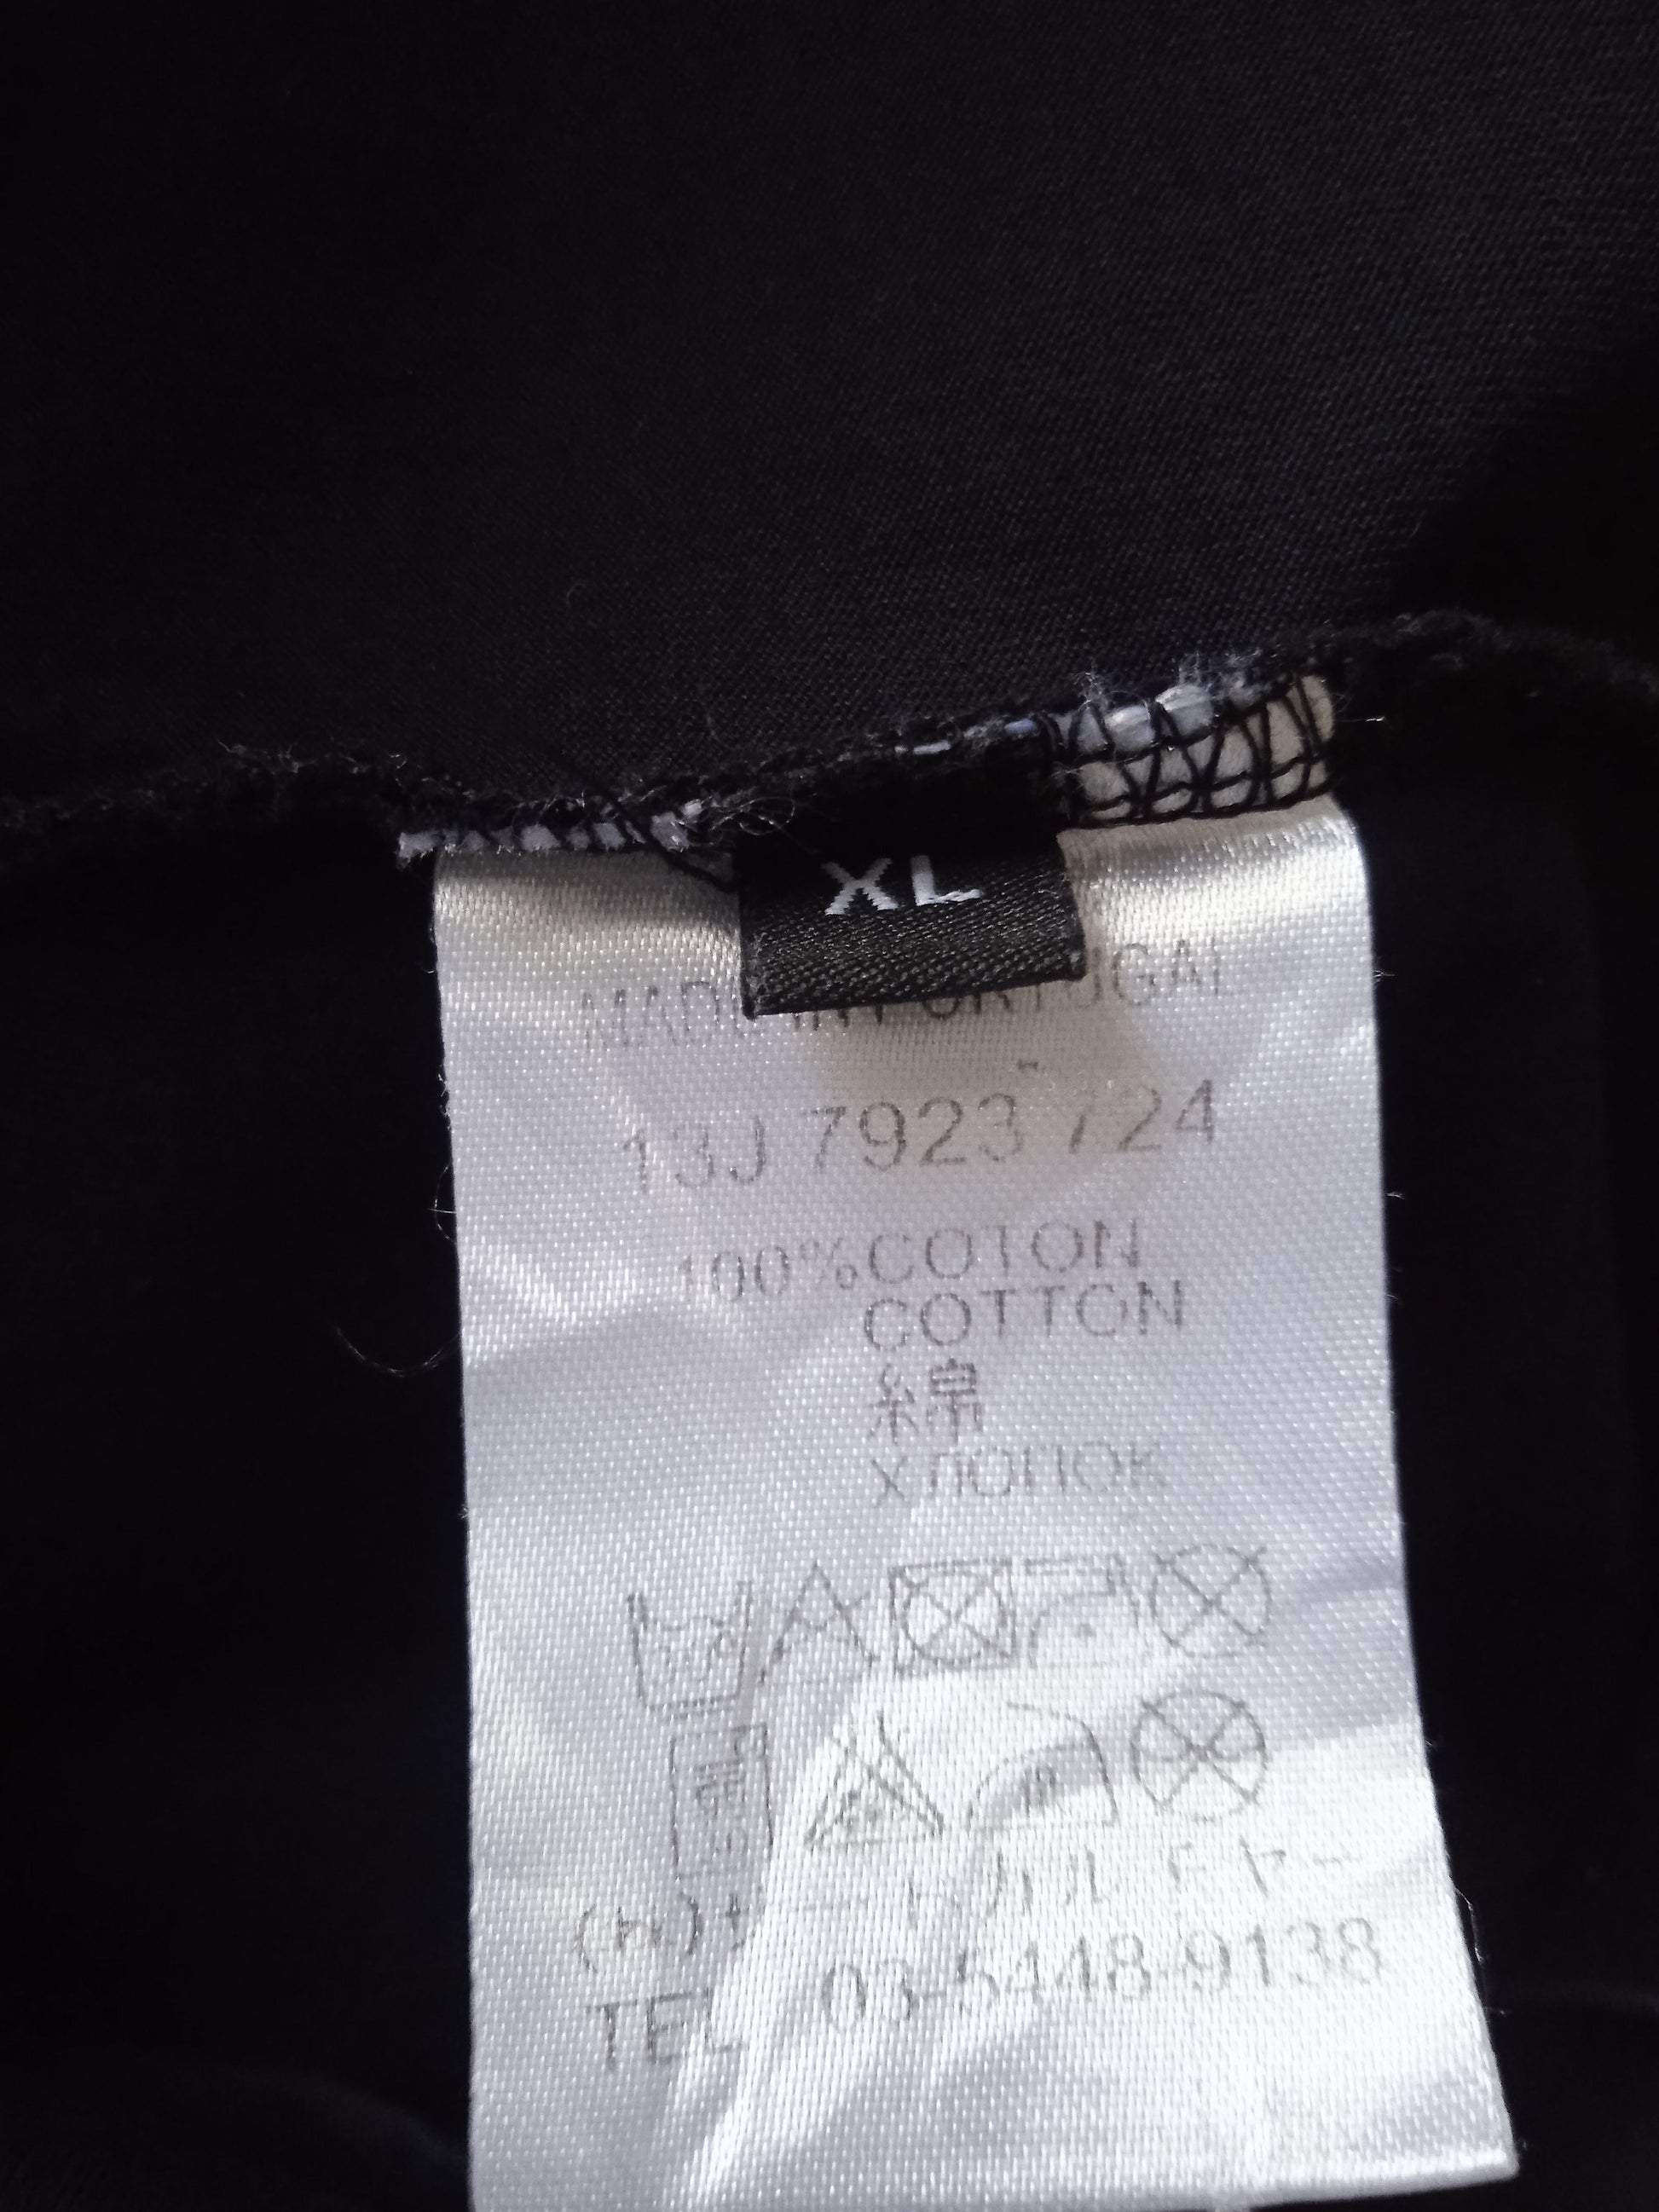 XL
MADE IN PORTUGAL
13J 7923 724
100%COTON
COTTON
綿
ХЛОПОК
TEL 03-5448-9138